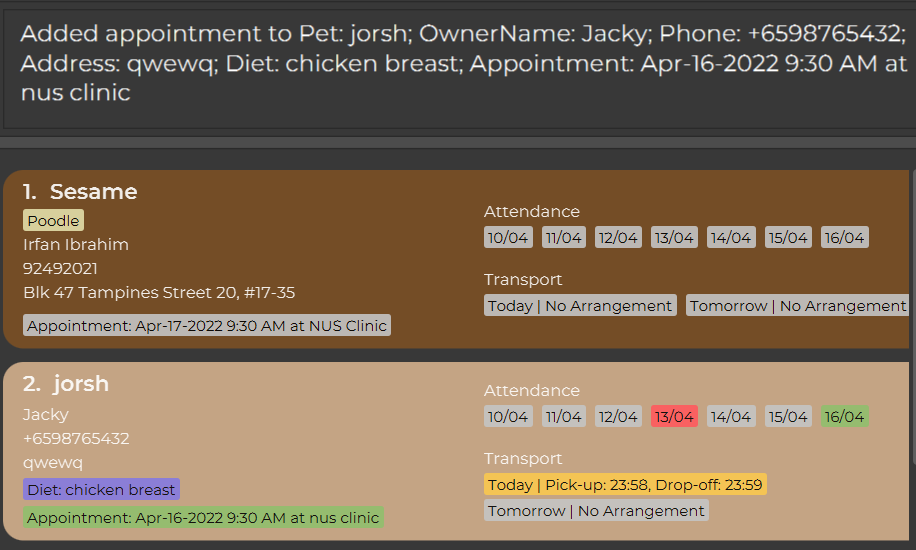 Added appointment to Pet: jorsh; OwnerName: Jacky; Phone: +6598765432;
Address: qwewq; Diet: chicken breast; Appointment: Apr-16-2022 9:30 AM at
nus clinic
1. Sesame
Poodle
Irfan Ibrahim
92492021
Blk 47 Tampines Street 20, #17-35
Appointment: Apr-17-2022 9:30 AM at NUS Clinic
Attendance
10/04 11/04 12/04 13/04 14/04 15/04 16/04
Transport
Today | No Arrangement Tomorrow | No Arrangement
2. jorsh
Jacky
+6598765432
qwewq
Diet: chicken breast
Appointment: Apr-16-2022 9:30 AM at nus clinic
Attendance
10/04 11/04 12/04 13/04 14/04 15/04 16/04
Transport
Today | Pick-up: 23:58, Drop-off: 23:59
Tomorrow | No Arrangement